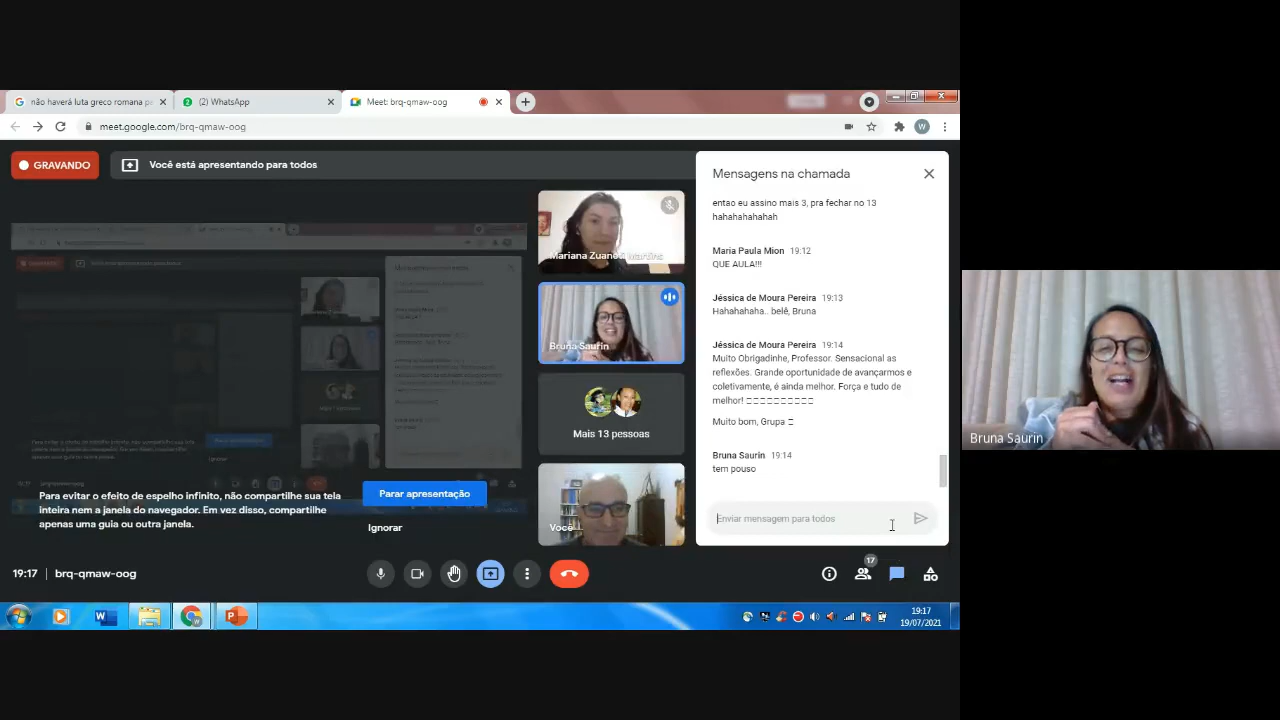 não haverá luta greco romana pe
(2) WhatsApp
Meet: brq-qmaw-oog
meet.google.com/brq-qmaw-oog
W
GRAVANDO
Você está apresentando para todos
Mensagens na chamada
entao eu assino mais 3, pra fechar no 13
hahahahahahah
Maria Paula Mion 19:12
QUE AULA!!!
Jéssica de Moura Pereira 19:13
Hahahahaha.. belê, Bruna
Jéssica de Moura Pereira 19:14
Muito Obrigadinhe, Professor. Sensacional as
reflexões. Grande oportunidade de avançarmos e
coletivamente, é ainda melhor. Força e tudo de
melhor!
Muito bom, Grupa
Bruna Saurin 19:14
tem pouso
Enviar mensagem para todos
Mariana Zuaneti Martins
Bruna Saurin
Mais 13 pessoas
Você
Para evitar o efeito de espelho infinito, não compartilhe sua tela
inteira nem a janela do navegador. Em vez disso, compartilhe
apenas uma guia ou outra janela.
Parar apresentação
Ignorar
19:17 | brq-qmaw-oog
17
19:17
19/07/2021
Bruna Saurin